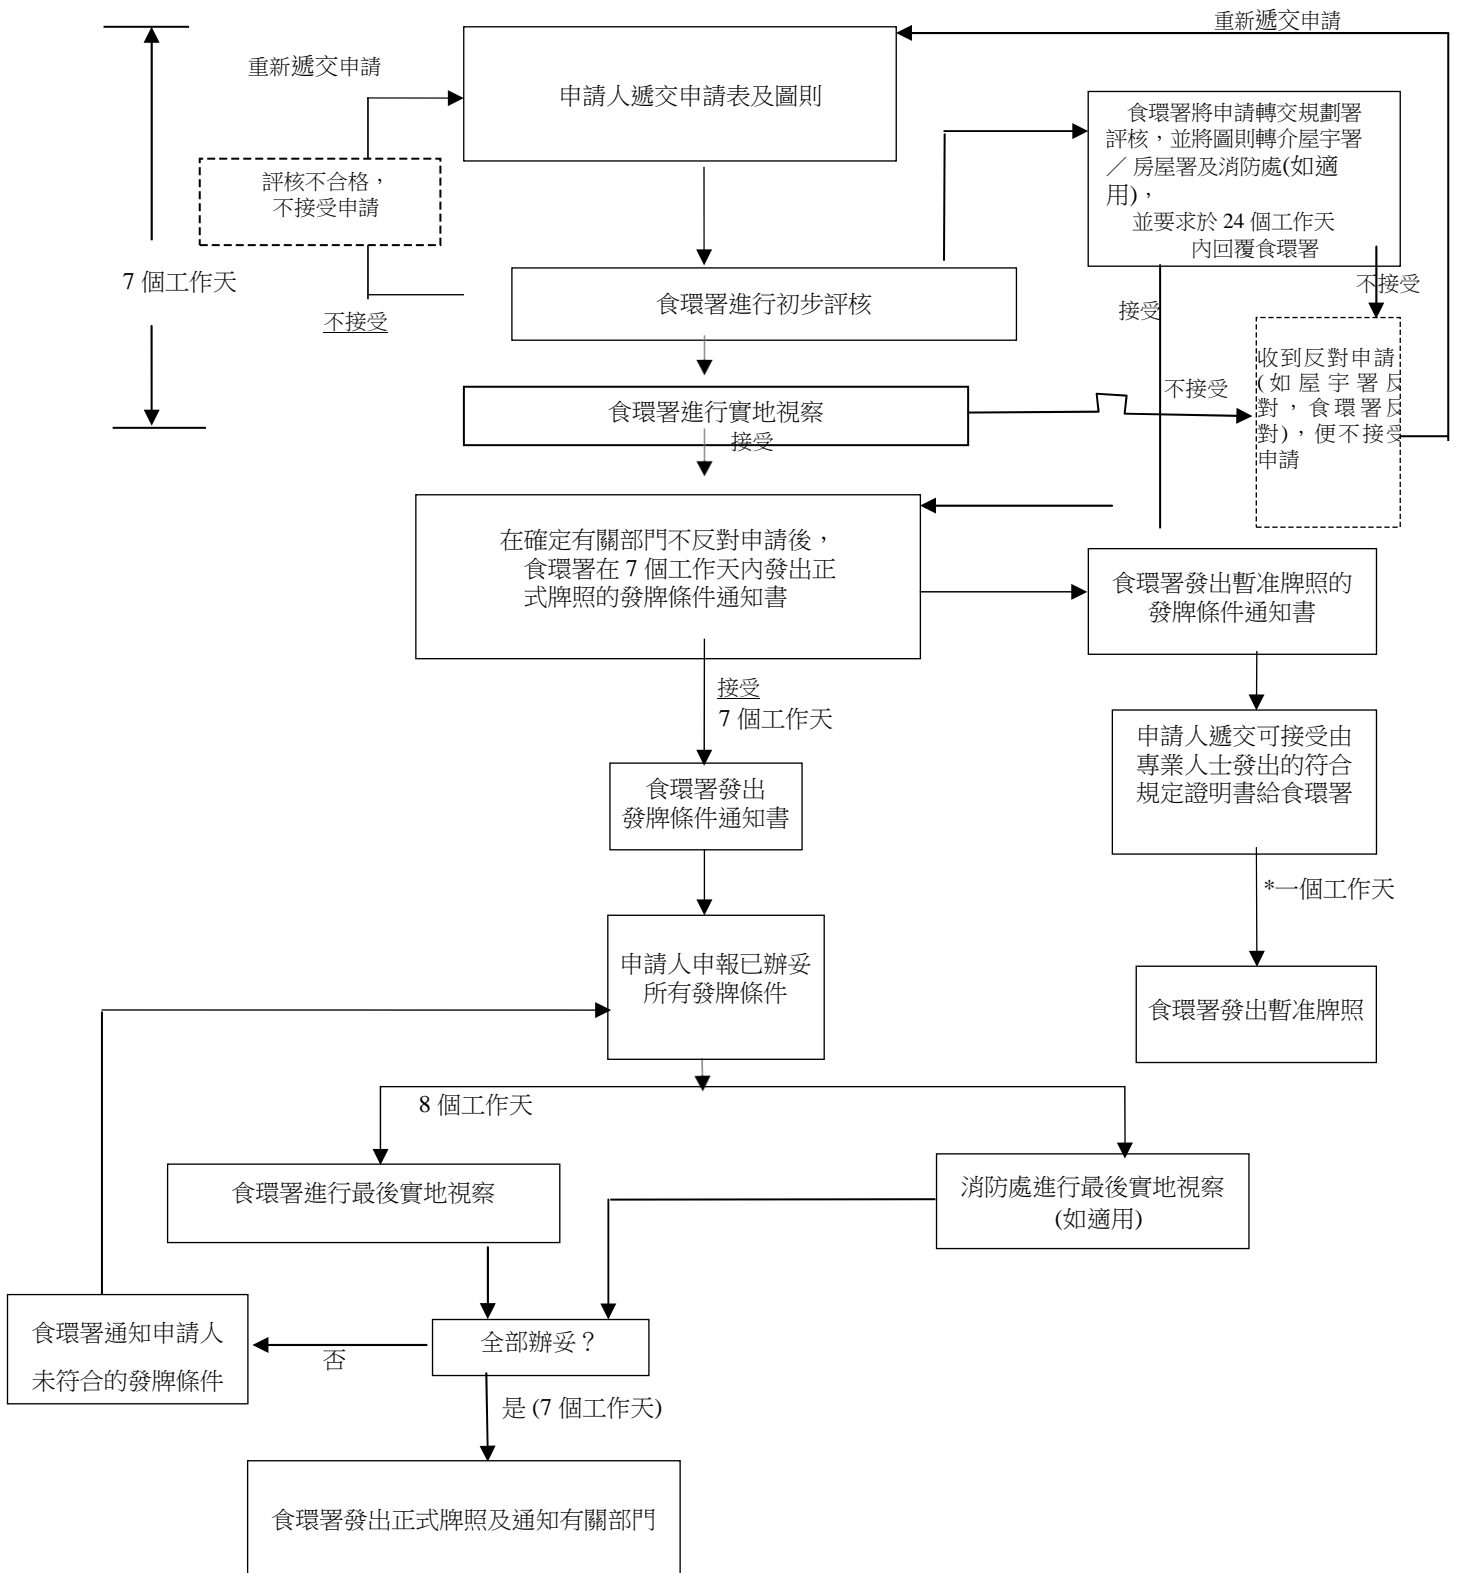 重新遞交申請
重新遞交申請
申請人遞交申請表及圖則
食環署將申請轉交規劃署
評核，並將圖則轉介屋宇署
／房屋署及消防處(如適
用)，
並要求於 24 個工作天
內回覆食環署
評核不合格，
不接受申請
7 個工作天
不接受
食環署進行初步評核
接受
不接受
收到反對申請
(如屋宇署反
對，食環署反
對)，便不接受
申請
食環署進行實地視察
不接受
接受
在確定有關部門不反對申請後，
食環署在 7 個工作天內發出正
式牌照的發牌條件通知書
食環署發出暫准牌照的
發牌條件通知書
接受
7 個工作天
申請人遞交可接受由
專業人士發出的符合
規定證明書給食環署
食環署發出
發牌條件通知書
*一個工作天
申請人申報已辦妥
所有發牌條件
食環署發出暫准牌照
8 個工作天
食環署進行最後實地視察
消防處進行最後實地視察
(如適用)
食環署通知申請人
未符合的發牌條件
否
全部辦妥？
是 (7 個工作天)
食環署發出正式牌照及通知有關部門